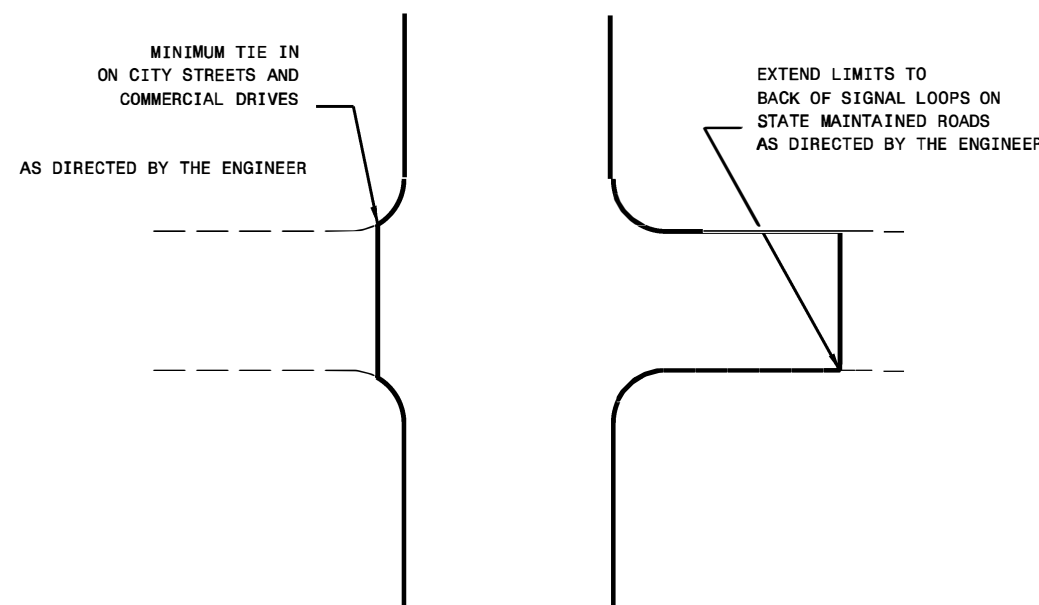 MINIMUM TIE IN
ON CITY STREETS AND
COMMERCIAL DRIVES
AS DIRECTED BY THE ENGINEER
EXTEND LIMITS TO
BACK OF SIGNAL LOOPS ON
STATE MAINTAINED ROADS
AS DIRECTED BY THE ENGINEER